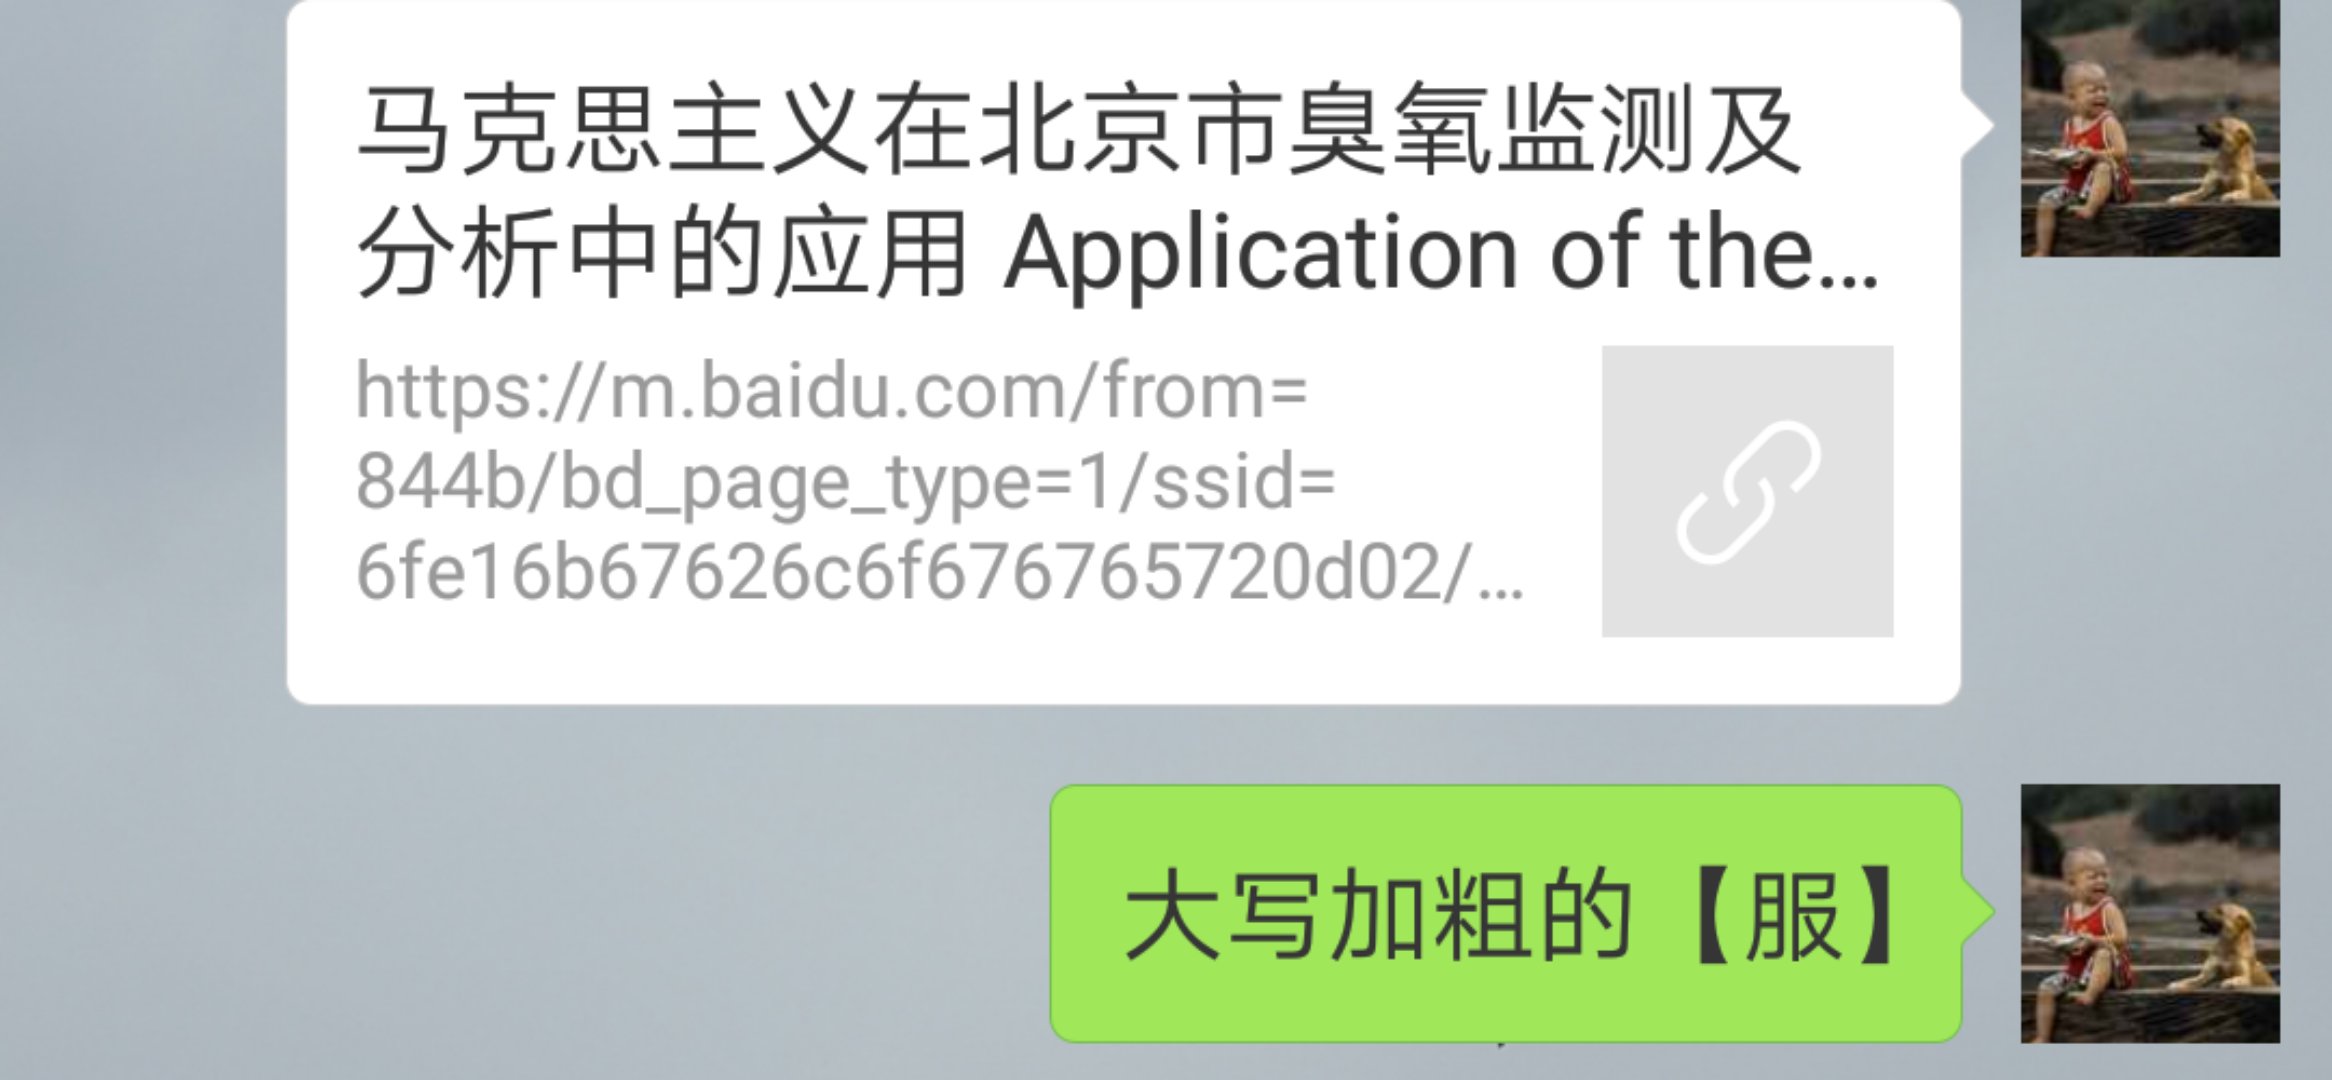 马克思主义在北京市臭氧监测及
分析中的应用 Application of the...
https://m.baidu.com/from=
844b/bd_page_type=1/ssid=
6fe16b67626c6f676765720d02/...
大写加粗的【服】